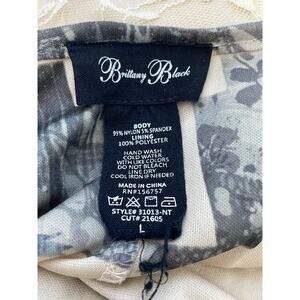 Brittany Black
BODY
95% NYLON 5% SPANDEX
LINING
100% POLYESTER
HAND WASH
COLD WATER
WITH LIKE COLORS
DO NOT BLEACH
LINE DRY
COOL IRON IF NEEDED
MADE IN CHINA
RN#156757
STYLE# 31013-NT
CUT# 21605
L